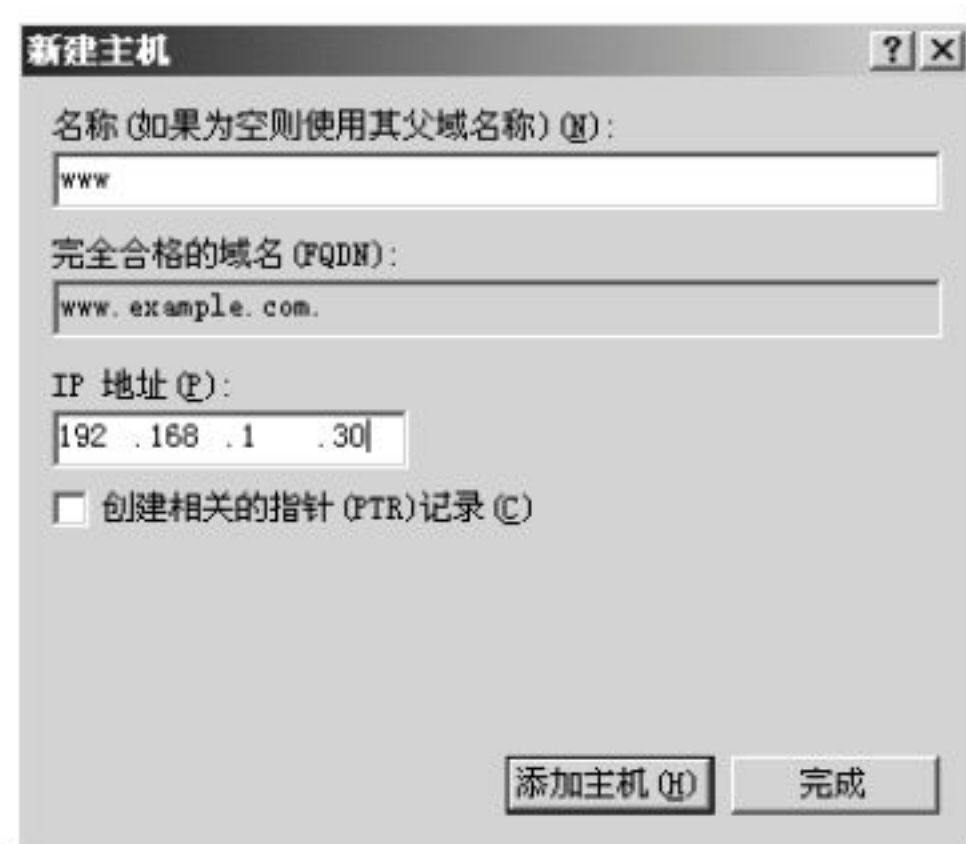 新建主机
名称(如果为空则使用其父域名称)(N):
www
完全合格的域名(FQDN):
www.example.com.
IP 地址(P):
192 .168 .1 .30
创建相关的指针(PTR)记录(C)
添加主机(H) 完成